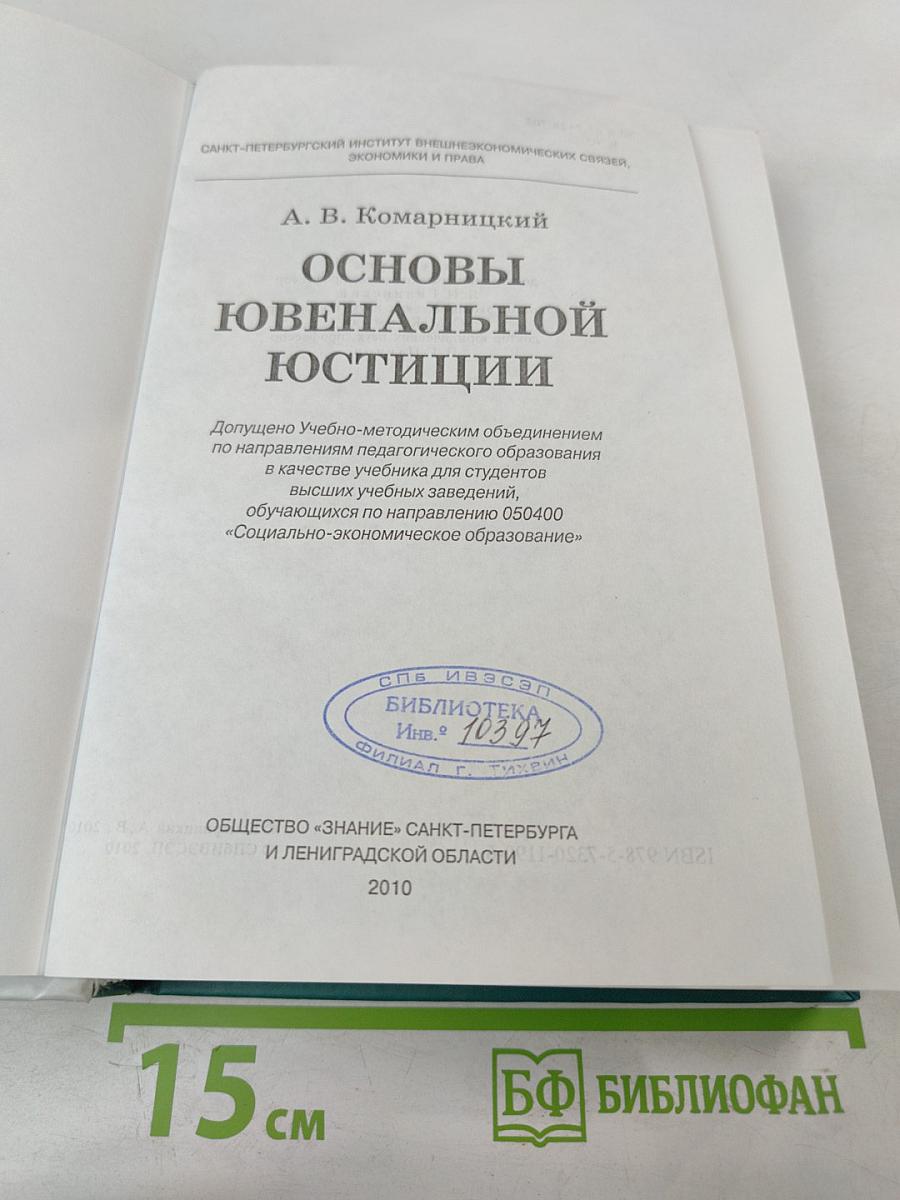 САНКТ-ПЕТЕРБУРГСКИЙ ИНСТИТУТ ВНЕШНЕЭКОНОМИЧЕСКИХ СВЯЗЕЙ,
ЭКОНОМИКИ И ПРАВА
А. В. Комарницкий
ОСНОВЫ
ЮВЕНАЛЬНОЙ
ЮСТИЦИИ
Допущено Учебно-методическим объединением
по направлениям педагогического образования
в качестве учебника для студентов
высших учебных заведений,
обучающихся по направлению 050400
«Социально-экономическое образование»
СПб ИВЭСЭП
БИБЛИОТЕКА
Инв.º 10397
ФИЛИАЛ г. ТИХВИН
ОБЩЕСТВО «ЗНАНИЕ» САНКТ-ПЕТЕРБУРГА
И ЛЕНИГРАДСКОЙ ОБЛАСТИ
2010
15 см
БФ БИБЛИОФАН